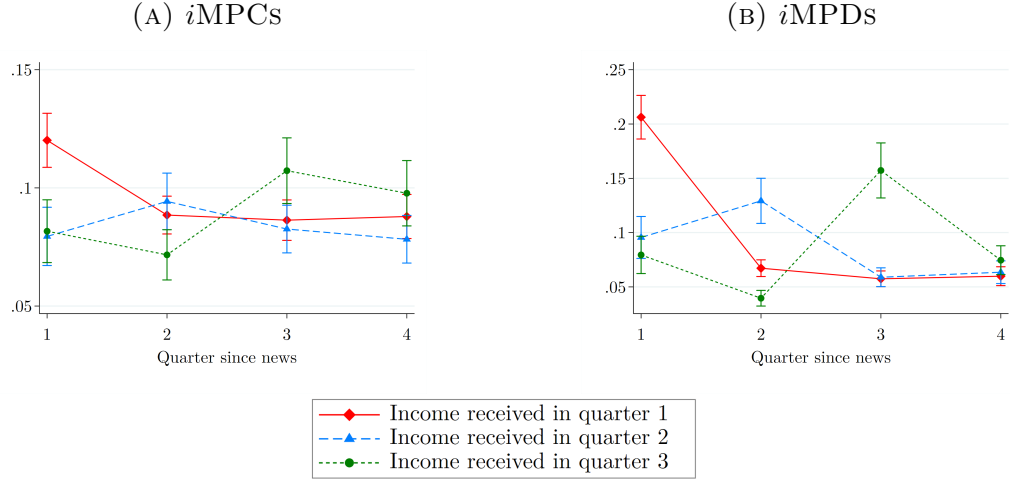 (A) iMPCs
.15
.1
.05
1 2 3 4
Quarter since news
(B) iMPDs
.25
.2
.15
.1
.05
1 2 3 4
Quarter since news
Income received in quarter 1
Income received in quarter 2
Income received in quarter 3